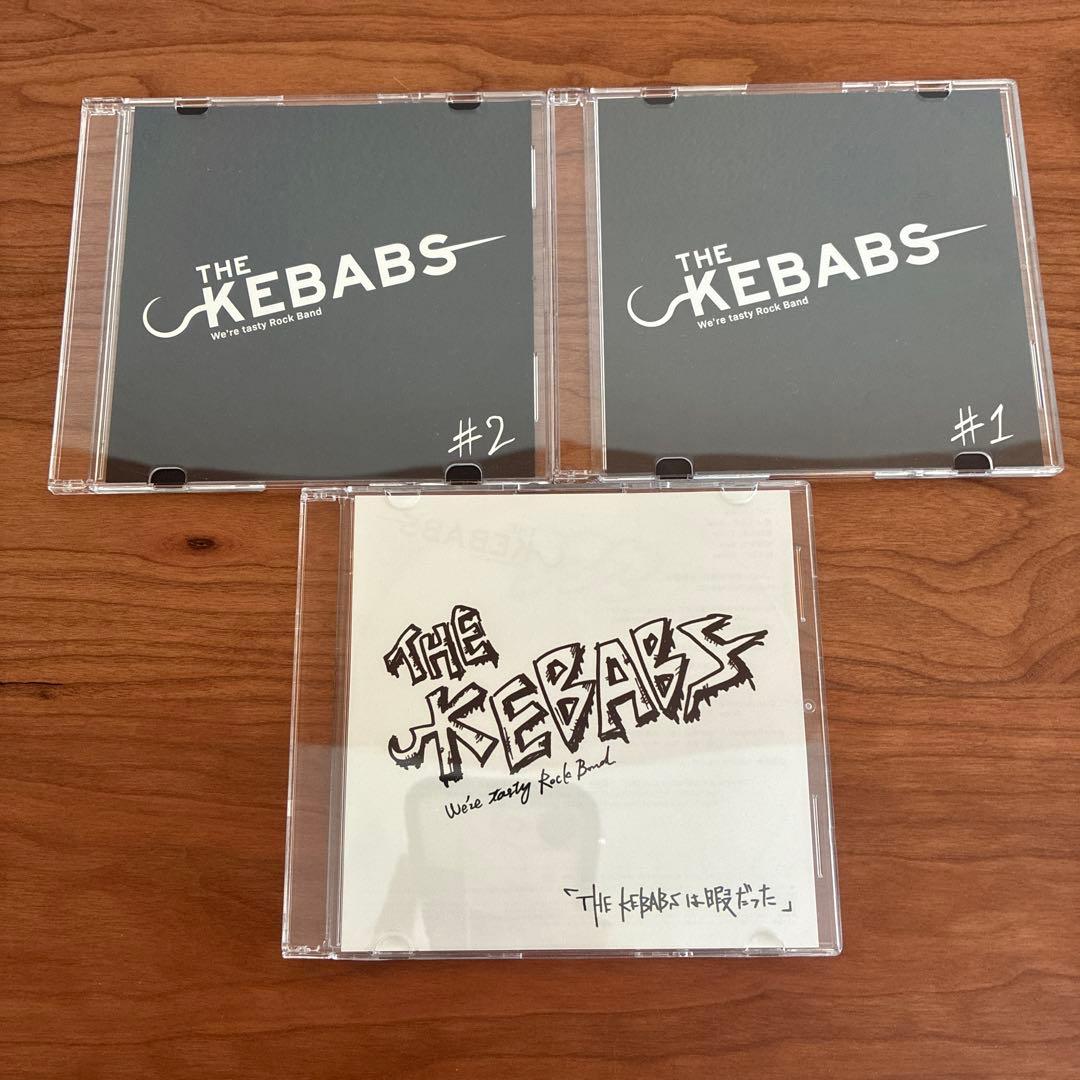 THE
KEBABS
We're tasty Rock Band
#2
THE
KEBABS
We're tasty Rock Band
#1
THE
KEBABS
We're tasty Rock Band
「THE KEBABSは暇だった」